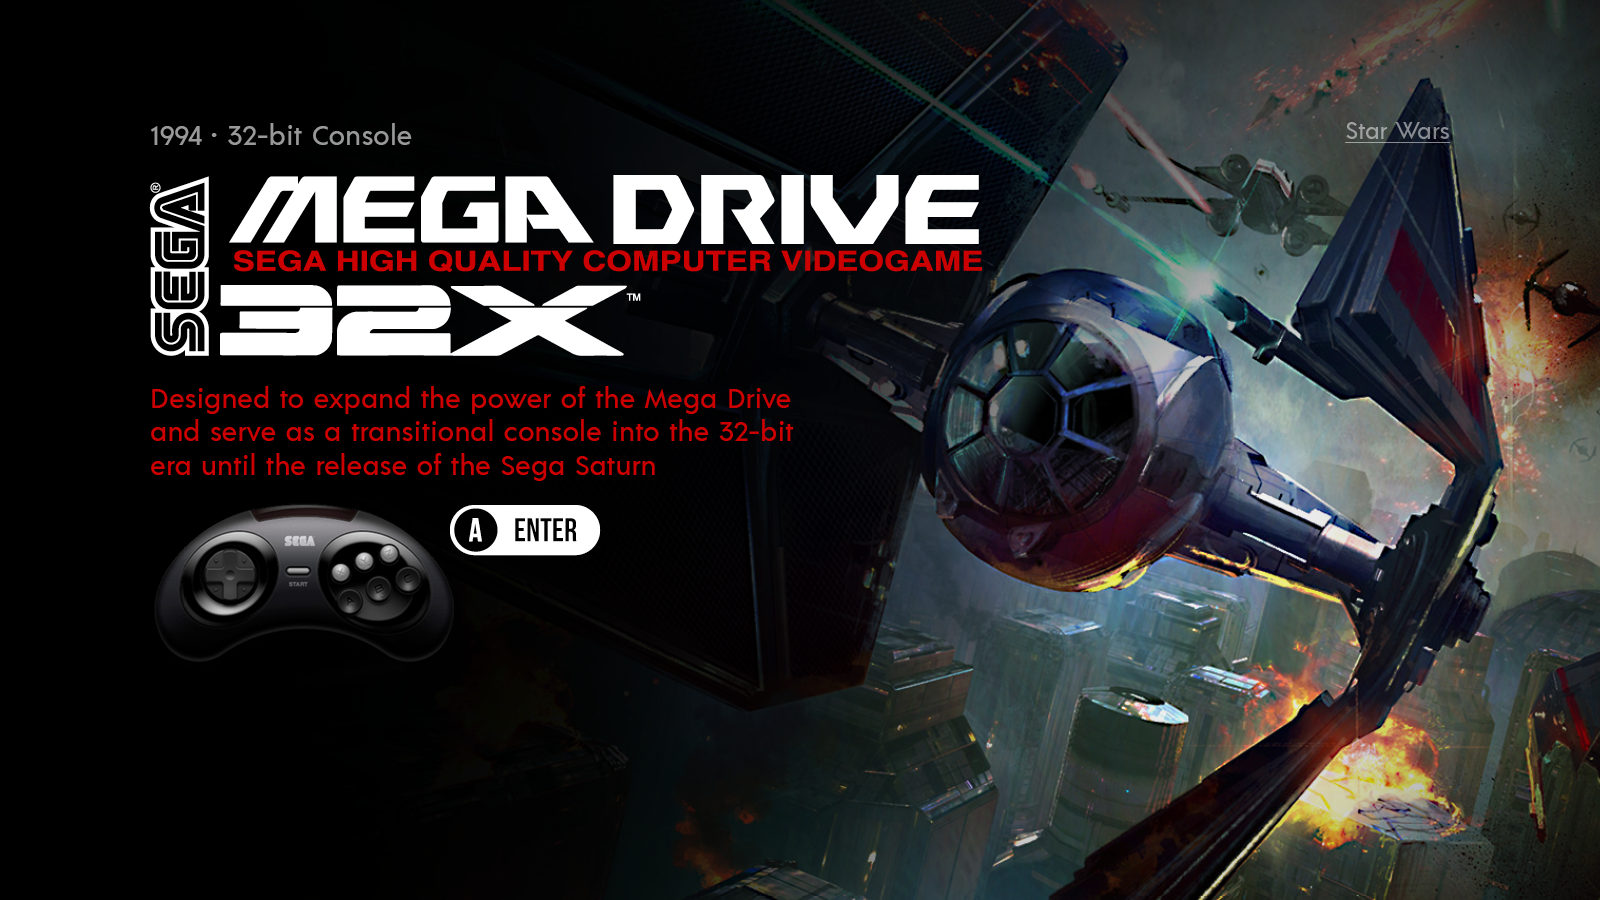 1994 · 32-bit Console
Star Wars
SEGA®
MEGA DRIVE
SEGA HIGH QUALITY COMPUTER VIDEOGAME
32X™
Designed to expand the power of the Mega Drive
and serve as a transitional console into the 32-bit
era until the release of the Sega Saturn
A ENTER
SEGA
START